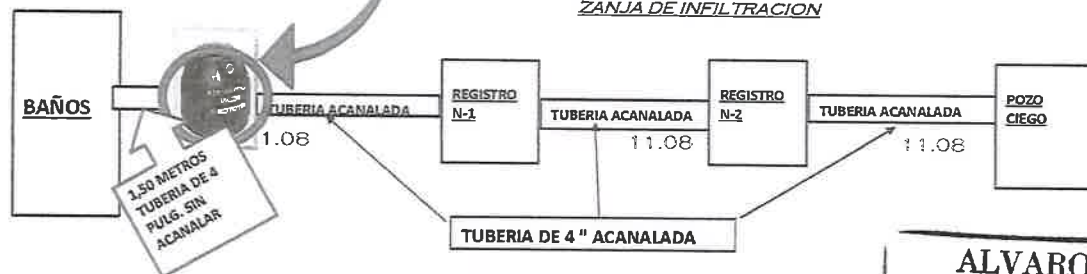 ZANJA DE INFILTRACION
BAÑOS
TUBERIA ACANALADA
1.08
REGISTRO
N-1
TUBERIA ACANALADA
11.08
REGISTRO
N-2
TUBERIA ACANALADA
11.08
POZO
CIEGO
1,50 METROS
TUBERIA DE 4
PULG. SIN
ACANALAR
TUBERIA DE 4 " ACANALADA
ALVARO